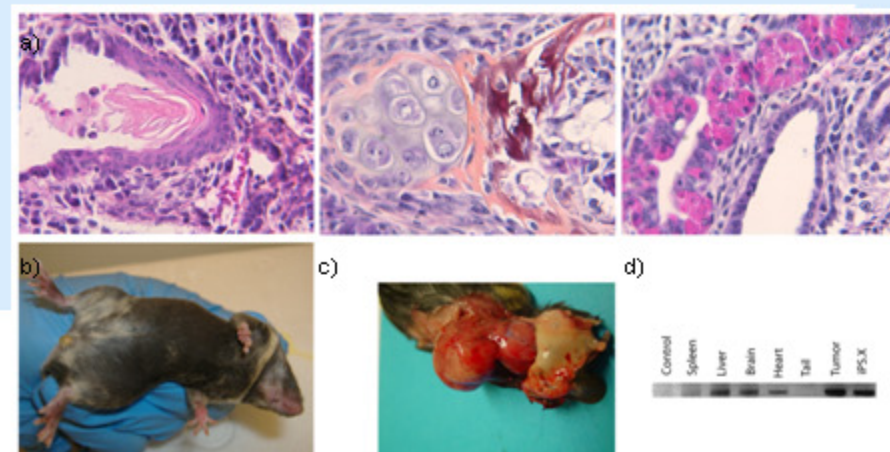 a)
b)
c)
d)
Control
Spleen
Liver
Brain
Heart
Tail
Tumor
iPS.X